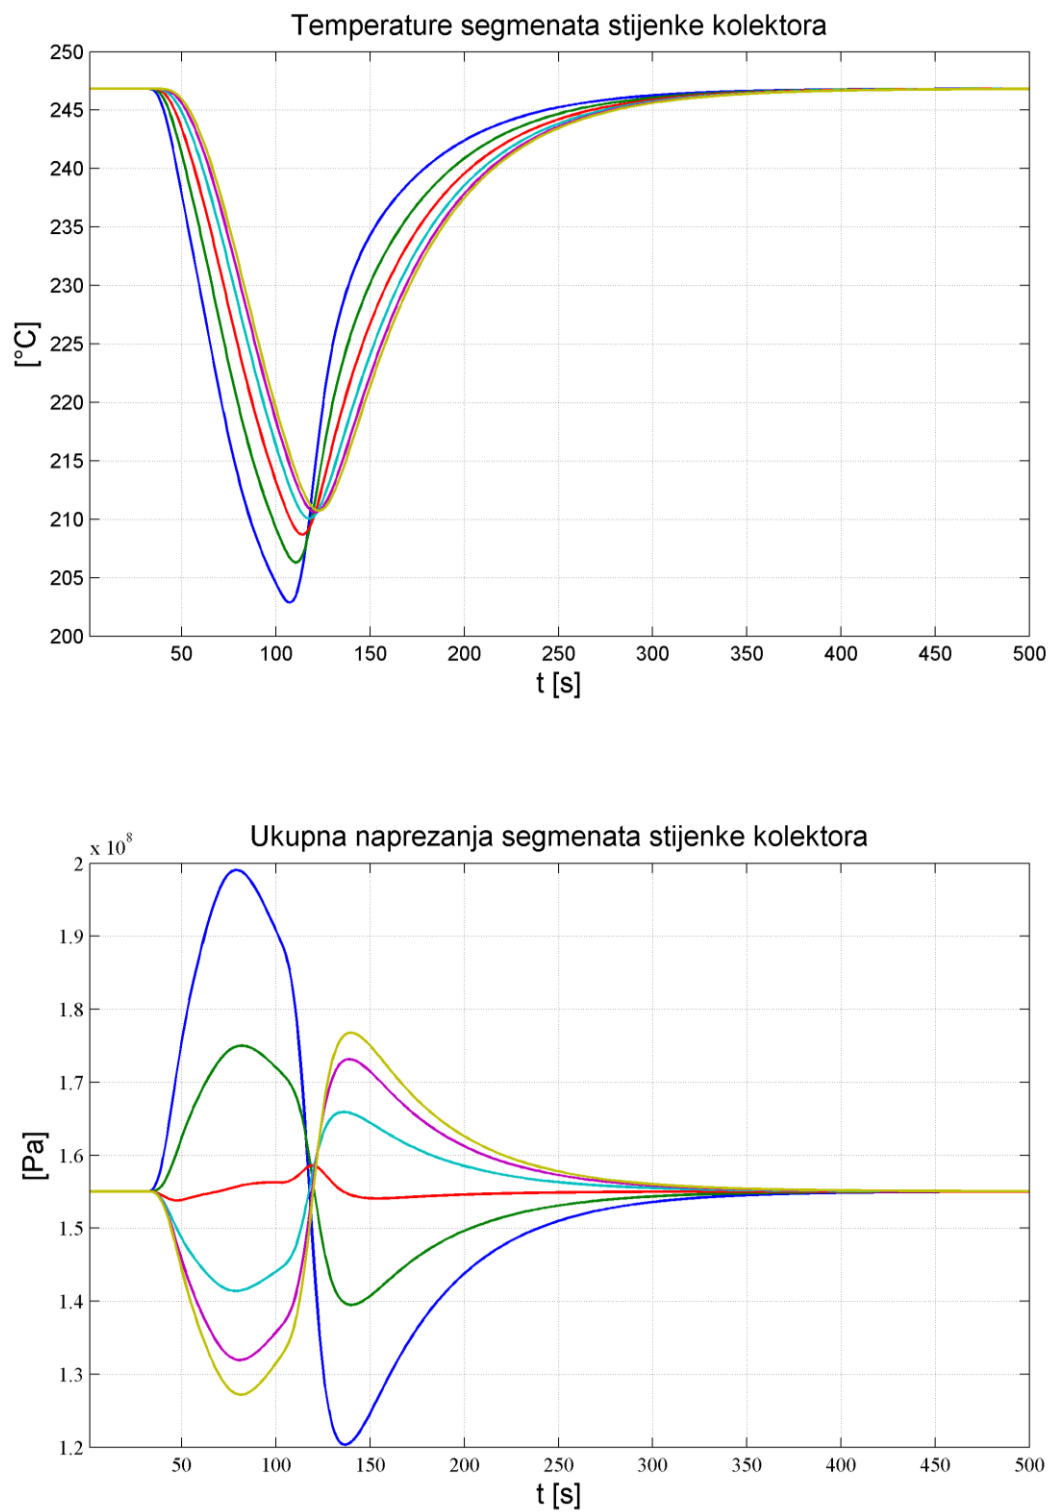 Temperature segmenata stijenke kolektora
250
245
240
235
230
225
220
215
210
205
200
[°C]
50 100 150 200 250 300 350 400 450 500
t [s]
Ukupna naprezanja segmenata stijenke kolektora
x 10⁸
2
1.9
1.8
1.7
1.6
1.5
1.4
1.3
1.2
[Pa]
50 100 150 200 250 300 350 400 450 500
t [s]